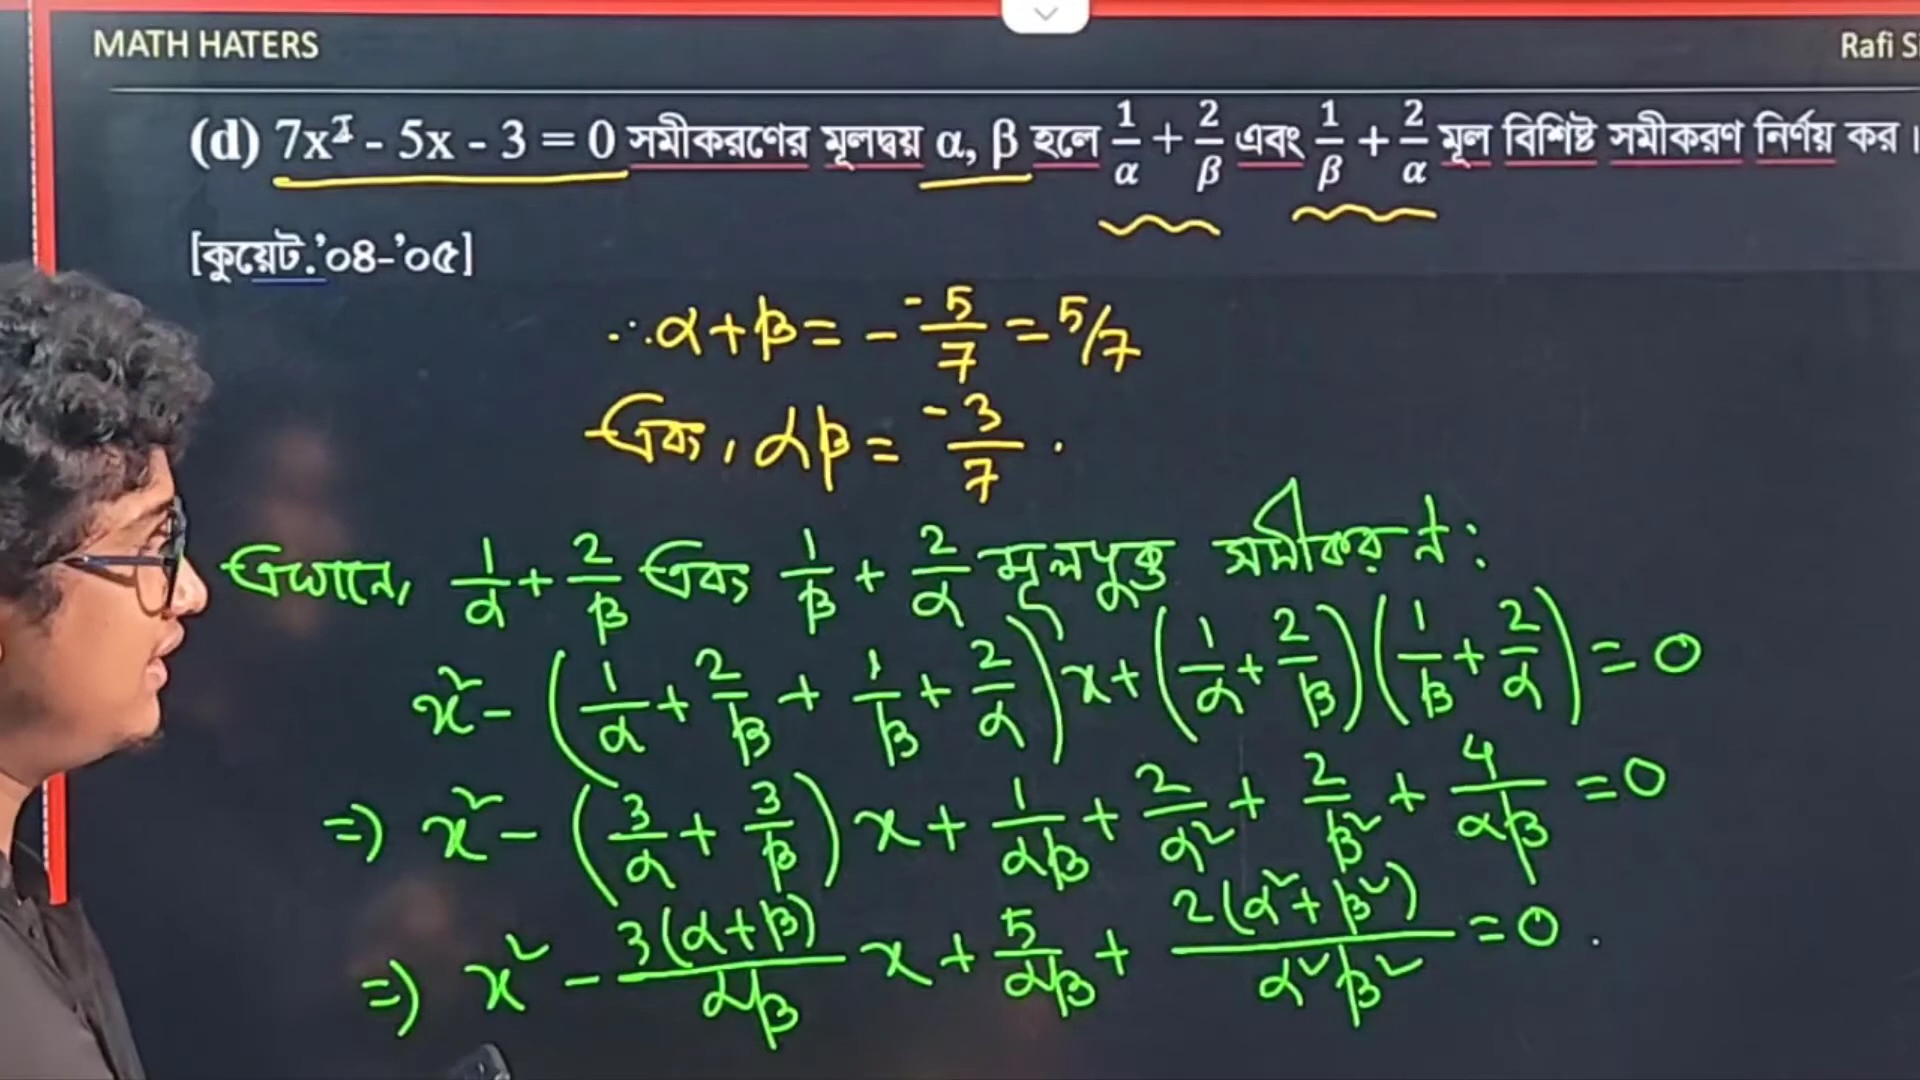 MATH HATERS
Rafi Si
(d) 7x² - 5x - 3 = 0 সমীকরণের মূলদ্বয় α, β হলে 1/α + 2/β এবং 1/β + 2/α মূল বিশিষ্ট সমীকরণ নির্ণয় কর।
[কুয়েট.'০৪-'০৫]
∴ α+β = - -5/7 = 5/7
এবং, αβ = -3/7 .
এখানে, 1/α + 2/β এবং 1/β + 2/α মূলযুক্ত সমীকরণ :
x² - (1/α + 2/β + 1/β + 2/α) x + (1/α + 2/β)(1/β + 2/α) = 0
=> x² - (3/α + 3/β) x + 1/αβ + 2/α² + 2/β² + 4/αβ = 0
=> x² - 3(α+β)/αβ x + 5/αβ + 2(α²+β²)/α²β² = 0 .